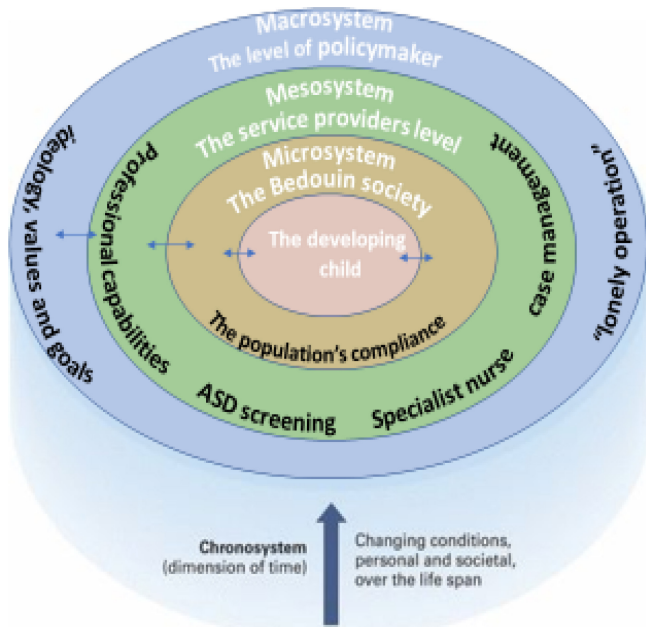 Macrosystem
The level of policymaker
Mesosystem
The service providers level
Microsystem
The Bedouin society
The developing
child
The population's compliance
Professional capabilities
ASD screening
Specialist nurse
case management
ideology, values and goals
"lonely operation"
Chronosystem
(dimension of time)
Changing conditions,
personal and societal,
over the life span